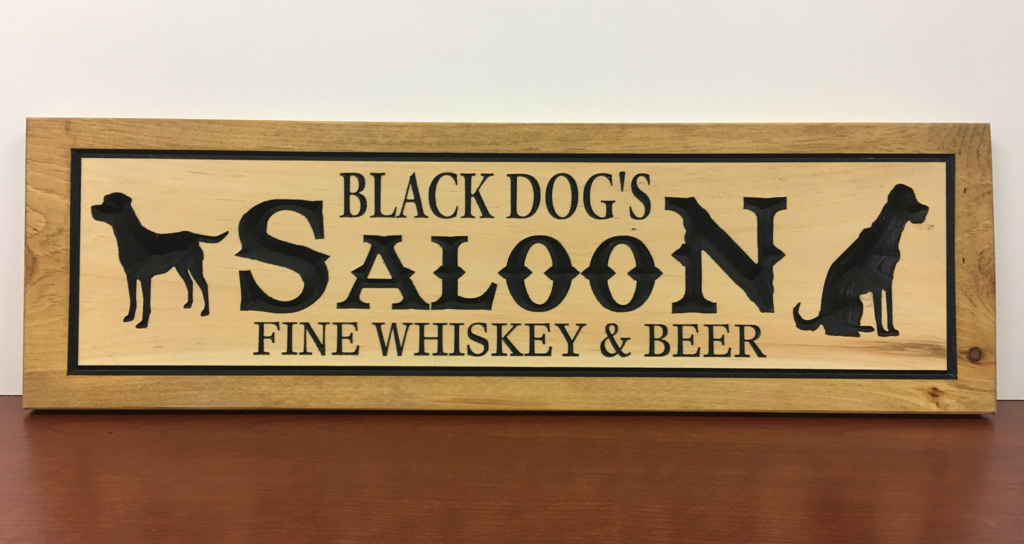 BLACK DOG'S
SALOON
FINE WHISKEY & BEER